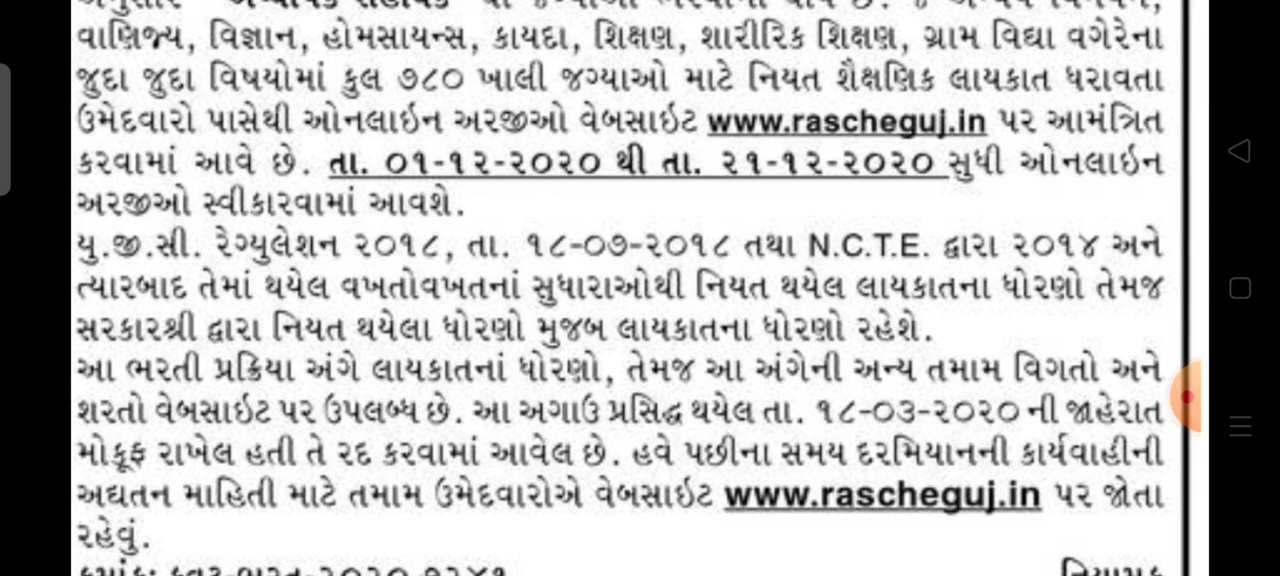 વાણિજ્ય, વિજ્ઞાન, હોમસાયન્સ, કાયદા, શિક્ષણ, શારીરિક શિક્ષણ, ગ્રામ વિદ્યા વગેરેના
જુદા જુદા વિષયોમાં કુલ ૭૮૦ ખાલી જગ્યાઓ માટે નિયત શૈક્ષણિક લાયકાત ધરાવતા
ઉમેદવારો પાસેથી ઓનલાઇન અરજીઓ વેબસાઇટ www.rascheguj.in પર આમંત્રિત
કરવામાં આવે છે. તા. ૦૧-૧૨-૨૦૨૦ થી તા. ૨૧-૧૨-૨૦૨૦ સુધી ઓનલાઇન
અરજીઓ સ્વીકારવામાં આવશે.
યુ.જી.સી. રેગ્યુલેશન ૨૦૧૮, તા. ૧૮-૦૭-૨૦૧૮ તથા N.C.T.E. દ્વારા ૨૦૧૪ અને
ત્યારબાદ તેમાં થયેલ વખતોવખતનાં સુધારાઓથી નિયત થયેલ લાયકાતના ધોરણો તેમજ
સરકારશ્રી દ્વારા નિયત થયેલા ધોરણો મુજબ લાયકાતના ધોરણો રહેશે.
આ ભરતી પ્રક્રિયા અંગે લાયકાતનાં ધોરણો, તેમજ આ અંગેની અન્ય તમામ વિગતો અને
શરતો વેબસાઇટ પર ઉપલબ્ધ છે. આ અગાઉ પ્રસિદ્ધ થયેલ તા. ૧૮-૦૩-૨૦૨૦ ની જાહેરાત
મોકૂફ રાખેલ હતી તે રદ કરવામાં આવેલ છે. હવે પછીના સમય દરમિયાનની કાર્યવાહીની
અદ્યતન માહિતી માટે તમામ ઉમેદવારોએ વેબસાઇટ www.rascheguj.in પર જોતા
રહેવું.